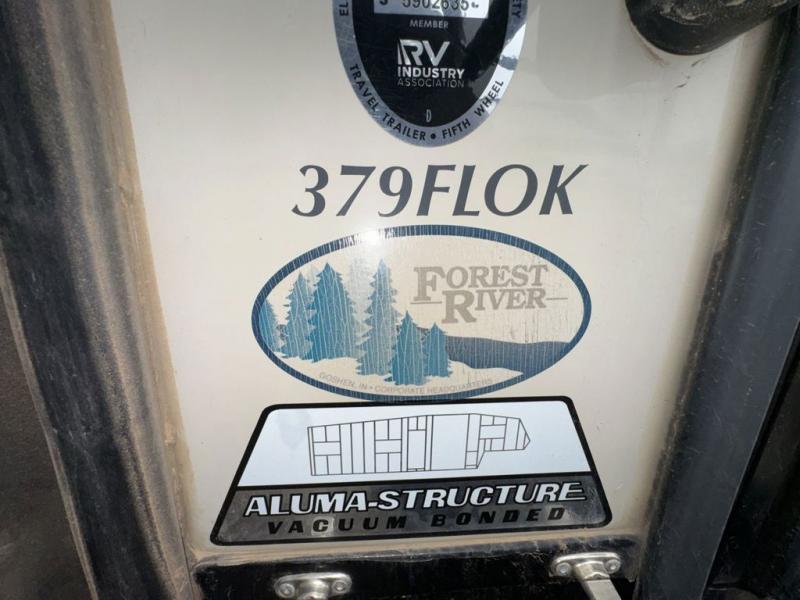 5902635
MEMBER
RV
INDUSTRY
ASSOCIATION
TRAVEL TRAILER • FIFTH WHEEL
379FLOK
FOREST
RIVER
GOSHEN, IN • CORPORATE HEADQUARTERS
ALUMA-STRUCTURE
VACUUM BONDED